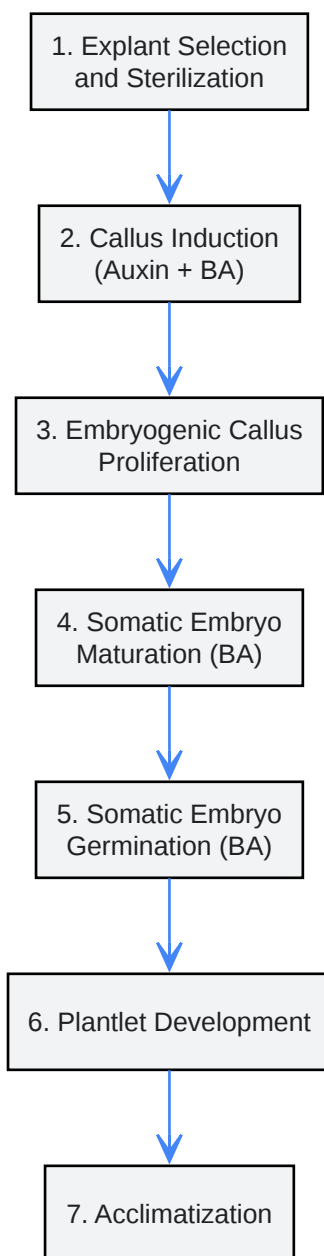 1. Explant Selection
and Sterilization
2. Callus Induction
(Auxin + BA)
3. Embryogenic Callus
Proliferation
4. Somatic Embryo
Maturation (BA)
5. Somatic Embryo
Germination (BA)
6. Plantlet Development
7. Acclimatization